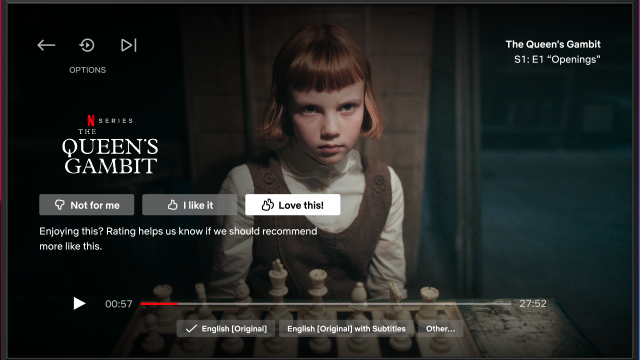 The Queen's Gambit
S1: E1 “Openings”
OPTIONS
N SERIES
THE
QUEEN'S
GAMBIT
Not for me
I like it
Love this!
Enjoying this? Rating helps us know if we should recommend
more like this.
00:57
27:52
English [Original]
English [Original] with Subtitles
Other...